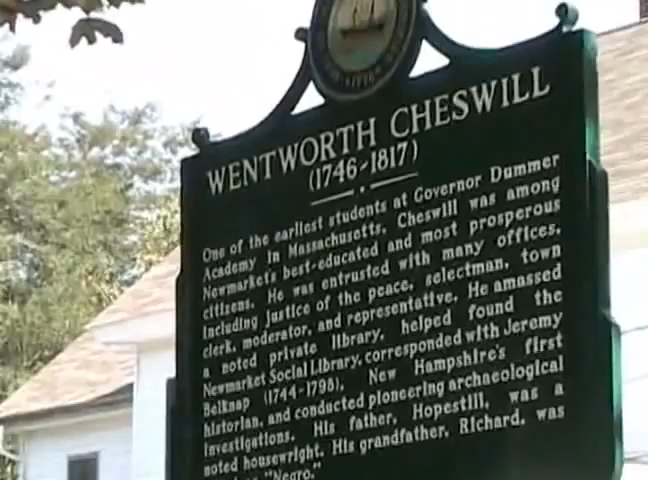 WENTWORTH CHESWILL
(1746-1817)
One of the earliest students at Governor Dummer
Academy in Massachusetts, Cheswill was among
Newmarket's best-educated and most prosperous
citizens. He was entrusted with many offices,
including justice of the peace, selectman, town
clerk, moderator, and representative. He amassed
a noted private library, helped found the
Newmarket Social Library, corresponded with Jeremy
Belknap (1744-1798), New Hampshire's first
historian, and conducted pioneering archaeological
investigations. His father, Hopestill, was a
noted housewright. His grandfather, Richard, was
"Negro."